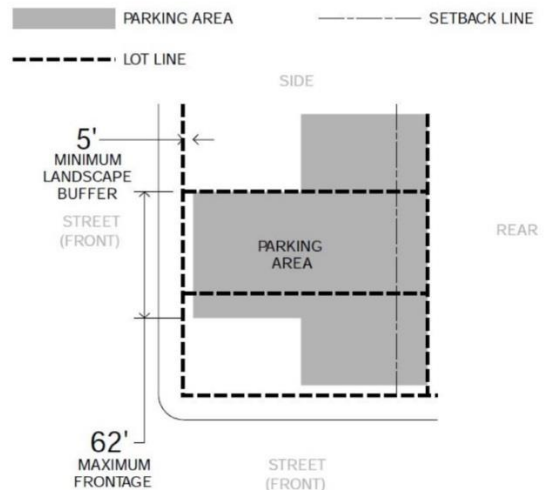 PARKING AREA
SETBACK LINE
LOT LINE
SIDE
5'
MINIMUM
LANDSCAPE
BUFFER
STREET
(FRONT)
PARKING
AREA
REAR
62'
MAXIMUM
FRONTAGE
STREET
(FRONT)